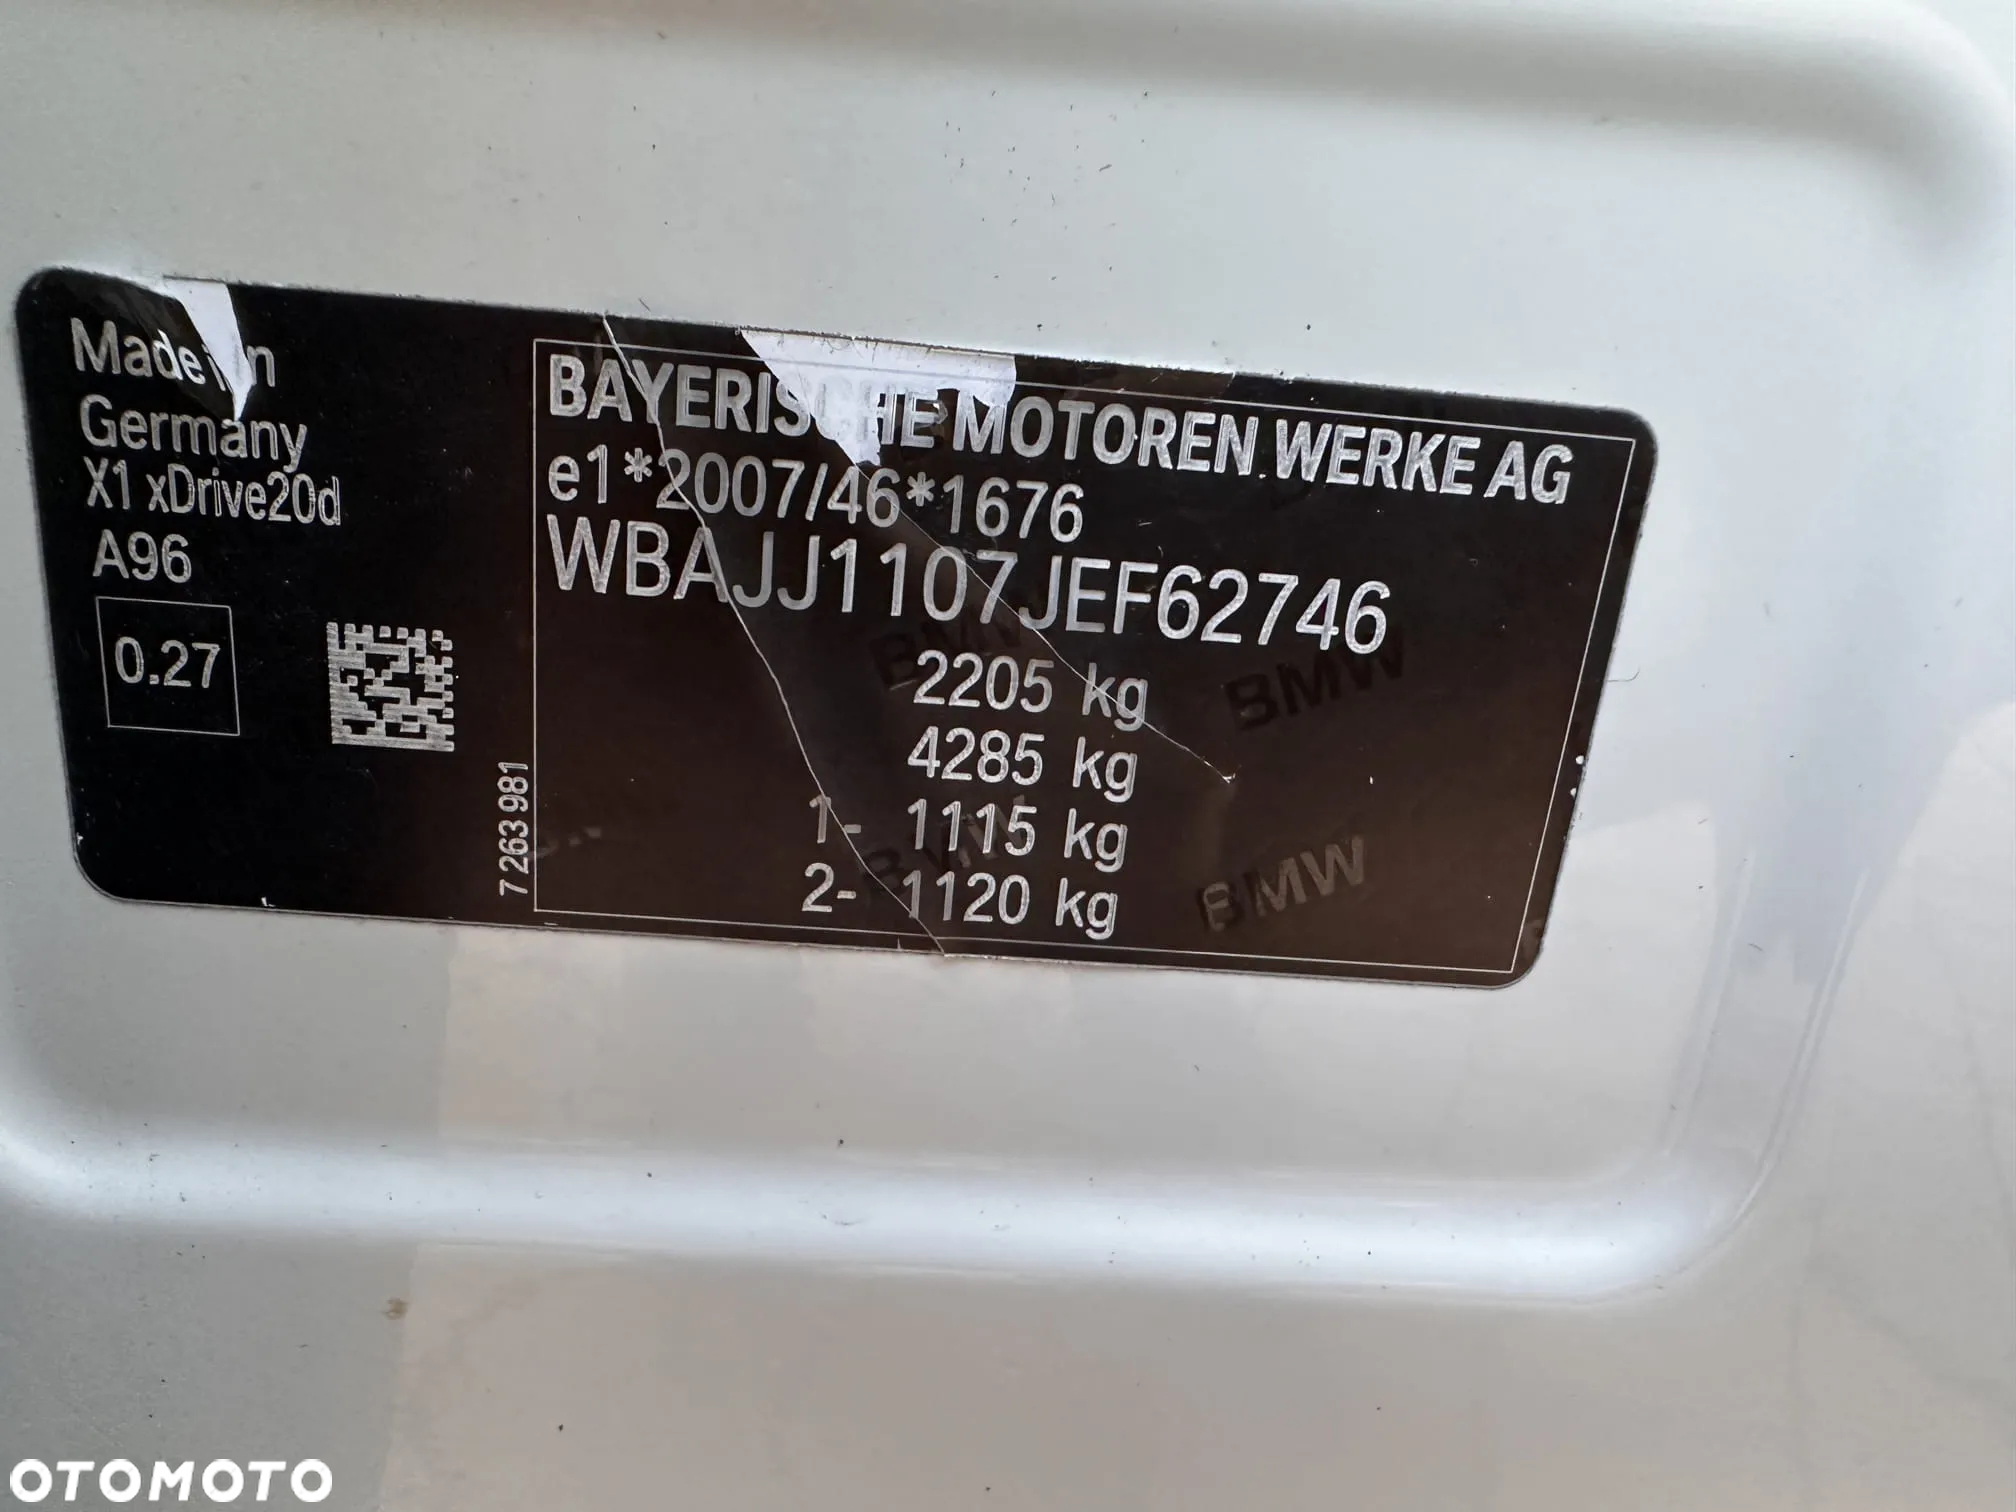 Made in
Germany
X1 xDrive20d
A96
0.27
7 263 981
BAYERISCHE MOTOREN WERKE AG
e1*2007/46*1676
WBAJJ1107JEF62746
2205 kg
4285 kg
1- 1115 kg
2- 1120 kg
BMW
BMW
BMW
BMW
OTOMOTO